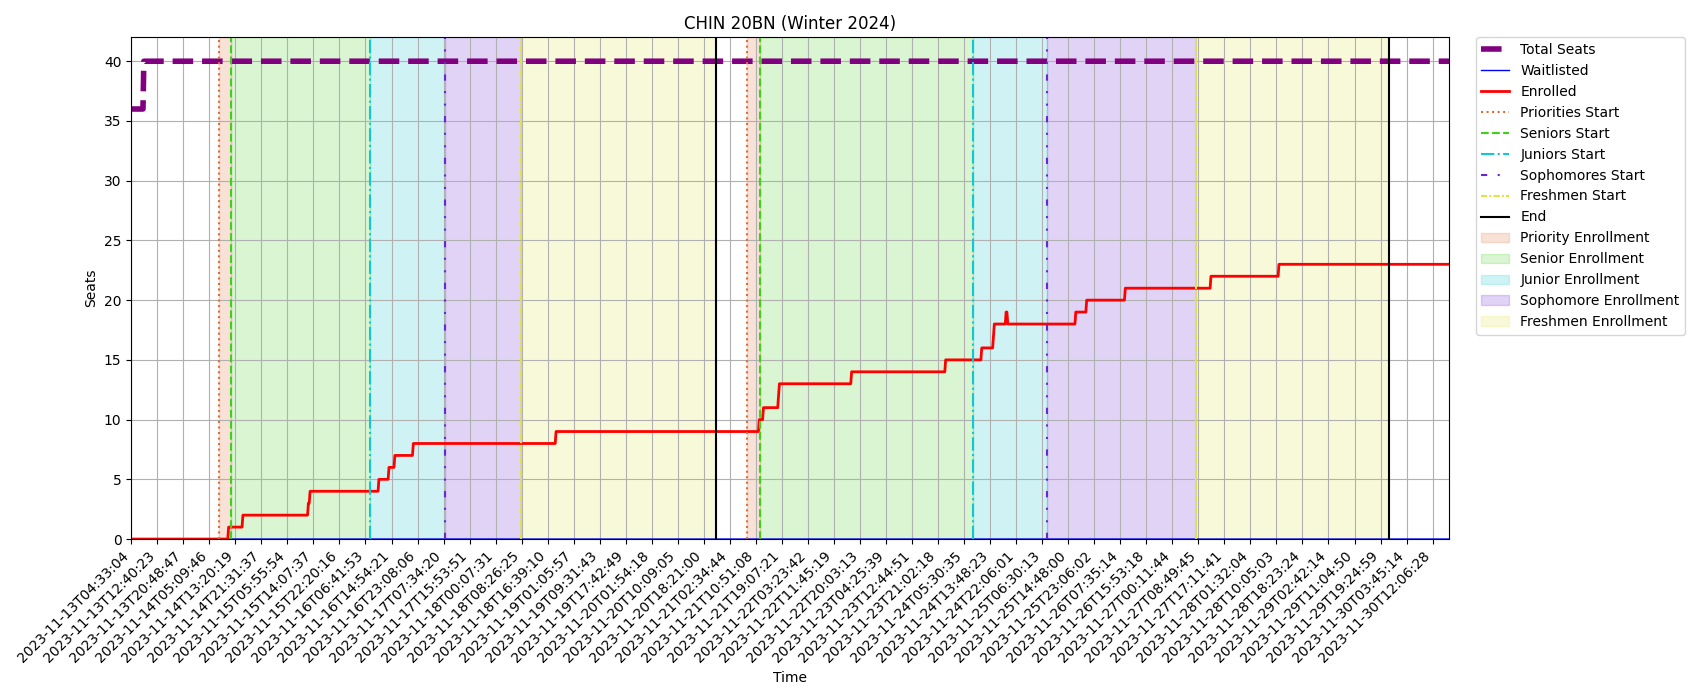 CHIN 20BN (Winter 2024)
Seats
40
35
30
25
20
15
10
5
0
2023-11-13T04:33:04
2023-11-13T12:40:23
2023-11-13T20:48:47
2023-11-14T05:09:46
2023-11-14T13:20:19
2023-11-14T21:31:37
2023-11-15T05:55:54
2023-11-15T14:07:37
2023-11-15T22:20:16
2023-11-16T06:41:53
2023-11-16T14:54:21
2023-11-16T23:08:06
2023-11-17T07:34:20
2023-11-17T15:53:51
2023-11-18T00:07:31
2023-11-18T08:26:25
2023-11-18T16:39:10
2023-11-19T01:05:57
2023-11-19T09:31:43
2023-11-19T17:42:49
2023-11-20T01:54:18
2023-11-20T10:09:05
2023-11-20T18:21:00
2023-11-21T02:34:44
2023-11-21T10:51:08
2023-11-21T19:07:21
2023-11-22T03:23:42
2023-11-22T11:45:19
2023-11-22T20:03:13
2023-11-23T04:25:39
2023-11-23T12:44:51
2023-11-23T21:02:18
2023-11-24T05:30:35
2023-11-24T13:48:23
2023-11-24T22:06:01
2023-11-25T06:30:13
2023-11-25T14:48:00
2023-11-25T23:06:02
2023-11-26T07:35:14
2023-11-26T15:53:18
2023-11-27T00:11:44
2023-11-27T08:49:45
2023-11-27T17:11:41
2023-11-28T01:32:04
2023-11-28T10:05:03
2023-11-28T18:23:24
2023-11-29T02:42:14
2023-11-29T11:04:50
2023-11-29T19:24:59
2023-11-30T03:45:14
2023-11-30T12:06:28
Time
Total Seats
Waitlisted
Enrolled
Priorities Start
Seniors Start
Juniors Start
Sophomores Start
Freshmen Start
End
Priority Enrollment
Senior Enrollment
Junior Enrollment
Sophomore Enrollment
Freshmen Enrollment